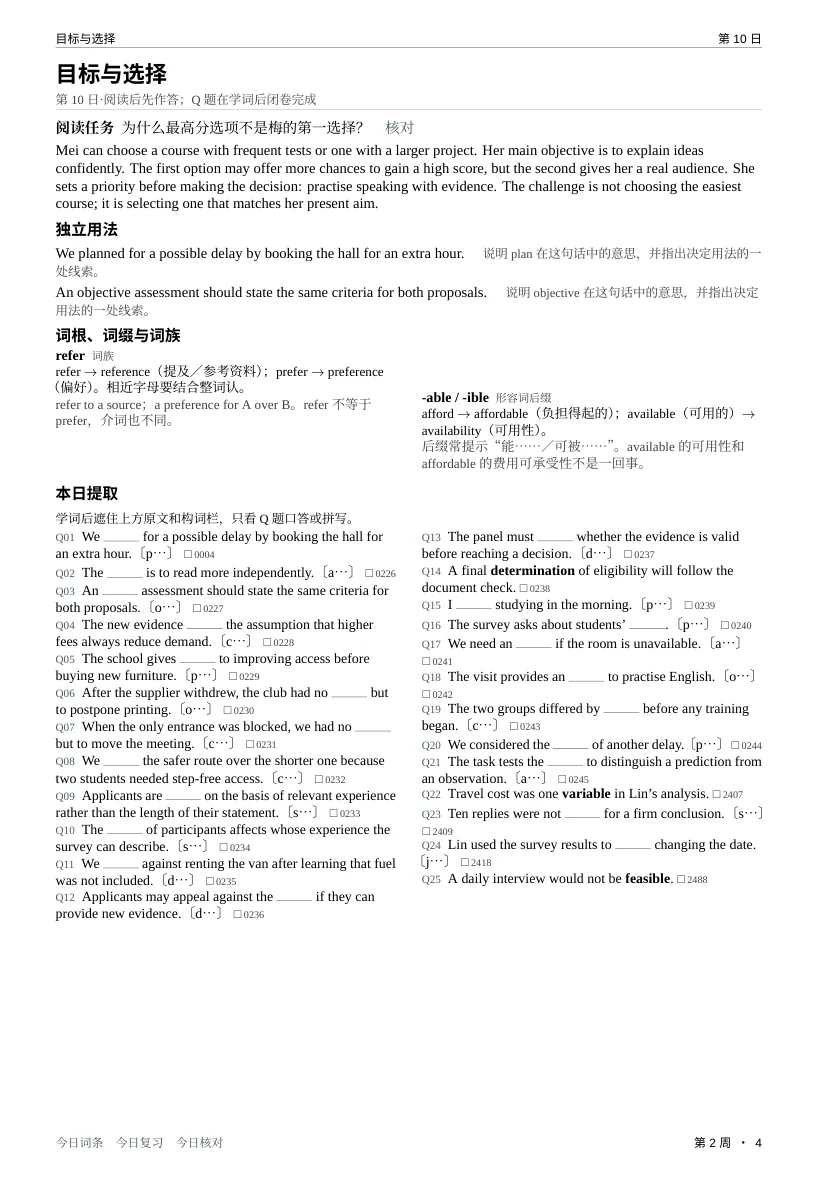 目标与选择
第 10 日
目标与选择
第 10 日·阅读后先作答；Q 题在学词后闭卷完成
阅读任务 为什么最高分选项不是梅的第一选择？ 核对
Mei can choose a course with frequent tests or one with a larger project. Her main objective is to explain ideas
confidently. The first option may offer more chances to gain a high score, but the second gives her a real audience. She
sets a priority before making the decision: practise speaking with evidence. The challenge is not choosing the easiest
course; it is selecting one that matches her present aim.
独立用法
We planned for a possible delay by booking the hall for an extra hour. 说明 plan 在这句话中的意思，并指出决定用法的一
处线索。
An objective assessment should state the same criteria for both proposals. 说明 objective 在这句话中的意思，并指出决定
用法的一处线索。
词根、词缀与词族
refer 词族
refer → reference（提及／参考资料）；prefer → preference
（偏好）。相近字母要结合整词认。
refer to a source；a preference for A over B。refer 不等于
prefer，介词也不同。
-able / -ible 形容词后缀
afford → affordable（负担得起的）；available（可用的）→
availability（可用性）。
后缀常提示“能……／可被……”。available 的可用性和
affordable 的费用可承受性不是一回事。
本日提取
学词后遮住上方原文和构词栏，只看 Q 题口答或拼写。
Q01 We _____ for a possible delay by booking the hall for
an extra hour.〔p…〕 □ 0004
Q02 The _____ is to read more independently.〔a…〕 □ 0226
Q03 An _____ assessment should state the same criteria for
both proposals.〔o…〕 □ 0227
Q04 The new evidence _____ the assumption that higher
fees always reduce demand.〔c…〕 □ 0228
Q05 The school gives _____ to improving access before
buying new furniture.〔p…〕 □ 0229
Q06 After the supplier withdrew, the club had no _____ but
to postpone printing.〔o…〕 □ 0230
Q07 When the only entrance was blocked, we had no _____
but to move the meeting.〔c…〕 □ 0231
Q08 We _____ the safer route over the shorter one because
two students needed step-free access.〔c…〕 □ 0232
Q09 Applicants are _____ on the basis of relevant experience
rather than the length of their statement.〔s…〕 □ 0233
Q10 The _____ of participants affects whose experience the
survey can describe.〔s…〕 □ 0234
Q11 We _____ against renting the van after learning that fuel
was not included.〔d…〕 □ 0235
Q12 Applicants may appeal against the _____ if they can
provide new evidence.〔d…〕 □ 0236
Q13 The panel must _____ whether the evidence is valid
before reaching a decision.〔d…〕 □ 0237
Q14 A final determination of eligibility will follow the
document check. □ 0238
Q15 I _____ studying in the morning.〔p…〕 □ 0239
Q16 The survey asks about students’ _____.〔p…〕 □ 0240
Q17 We need an _____ if the room is unavailable.〔a…〕
□ 0241
Q18 The visit provides an _____ to practise English.〔o…〕
□ 0242
Q19 The two groups differed by _____ before any training
began.〔c…〕 □ 0243
Q20 We considered the _____ of another delay.〔p…〕 □ 0244
Q21 The task tests the _____ to distinguish a prediction from
an observation.〔a…〕 □ 0245
Q22 Travel cost was one variable in Lin’s analysis. □ 2407
Q23 Ten replies were not _____ for a firm conclusion.〔s…〕
□ 2409
Q24 Lin used the survey results to _____ changing the date.
〔j…〕 □ 2418
Q25 A daily interview would not be feasible. □ 2488
今日词条 今日复习 今日核对
第 2 周 · 4